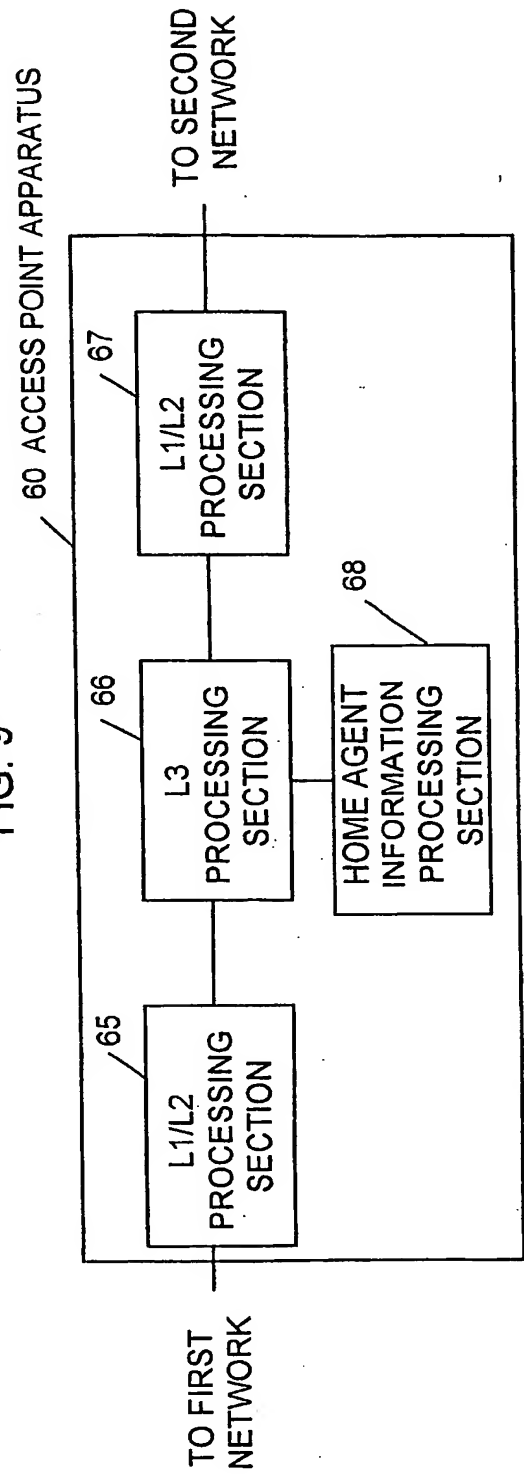 FIG. 9
60 ACCESS POINT APPARATUS
TO FIRST
NETWORK
65
L1/L2
PROCESSING
SECTION
66
L3
PROCESSING
SECTION
67
L1/L2
PROCESSING
SECTION
TO SECOND
NETWORK
68
HOME AGENT
INFORMATION
PROCESSING
SECTION